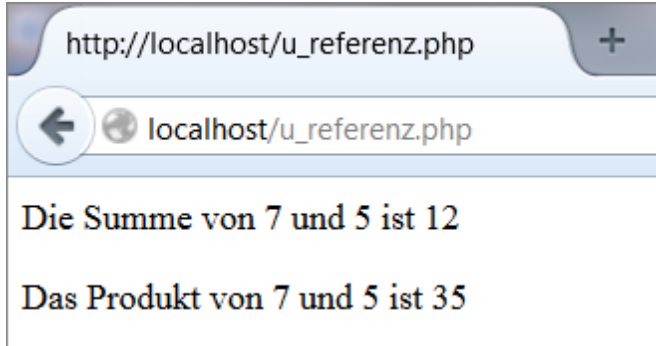 http://localhost/u_referenz.php
localhost/u_referenz.php
Die Summe von 7 und 5 ist 12
Das Produkt von 7 und 5 ist 35